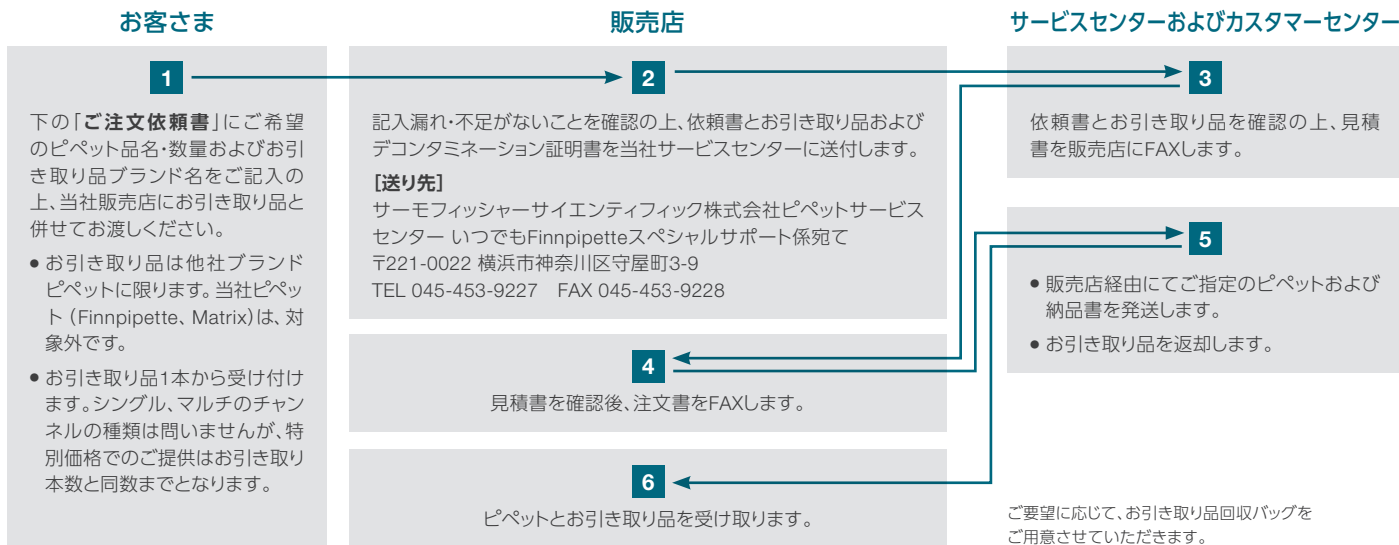 お客さま
販売店
サービスセンターおよびカスタマーセンター
1
下の「ご注文依頼書」にご希望
のピペット品名・数量およびお引
き取り品ブランド名をご記入の
上、当社販売店にお引き取り品と
併せてお渡しください。
● お引き取り品は他社ブランド
ピペットに限ります。当社ピペッ
ト（Finnpipette、Matrix）は、対
象外です。
● お引き取り品1本から受け付け
ます。シングル、マルチのチャン
ネルの種類は問いませんが、特
別価格でのご提供はお引き取り
本数と同数までとなります。
2
記入漏れ・不足がないことを確認の上、依頼書とお引き取り品および
デコンタミネーション証明書を当社サービスセンターに送付します。
[送り先]
サーモフィッシャーサイエンティフィック株式会社ピペットサービス
センター いつでもFinnpipetteスペシャルサポート係宛て
〒221-0022 横浜市神奈川区守屋町3-9
TEL 045-453-9227 FAX 045-453-9228
3
依頼書とお引き取り品を確認の上、見積
書を販売店にFAXします。
4
見積書を確認後、注文書をFAXします。
5
● 販売店経由にてご指定のピペットおよび
納品書を発送します。
● お引き取り品を返却します。
6
ピペットとお引き取り品を受け取ります。
ご要望に応じて、お引き取り品回収バッグを
ご用意させていただきます。